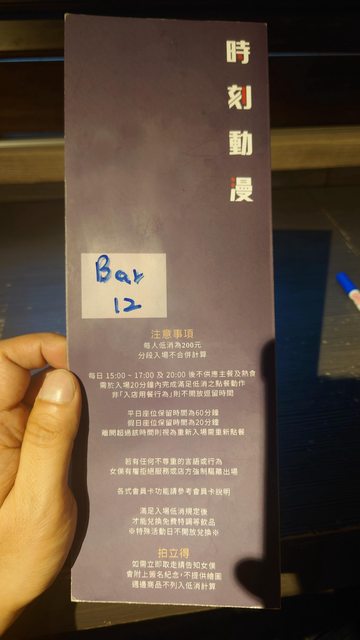 時刻動漫
Bar
12
注意事項
每人低消為200元
分段入場不合併計算
每日 15:00 ~ 17:00 及 20:00 後不供應主餐及熱食
需於入場20分鐘內完成滿足低消之點餐動作
非「入店用餐行為」則不開放逗留時間
平日座位保留時間為60分鐘
假日座位保留時間為20分鐘
離開超過該時間則視為重新入場需重新點餐
若有任何不尊重的言語或行為
女僕有權拒絕服務或店方強制驅離出場
各式會員卡功能請參考會員卡說明
滿足入場低消規定後
才能兌換免費特調等飲品
※特殊活動日不開放兌換※
拍立得
如需立即取走請告知女僕
會附上簽名紀念，不提供繪圖
週邊商品不列入低消計算